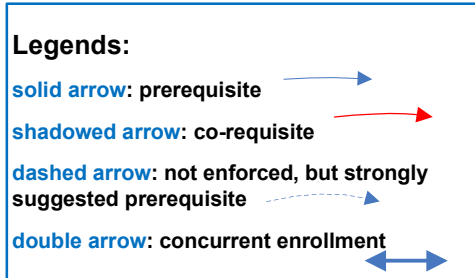 Legends:
solid arrow: prerequisite
shadowed arrow: co-requisite
dashed arrow: not enforced, but strongly
suggested prerequisite
double arrow: concurrent enrollment